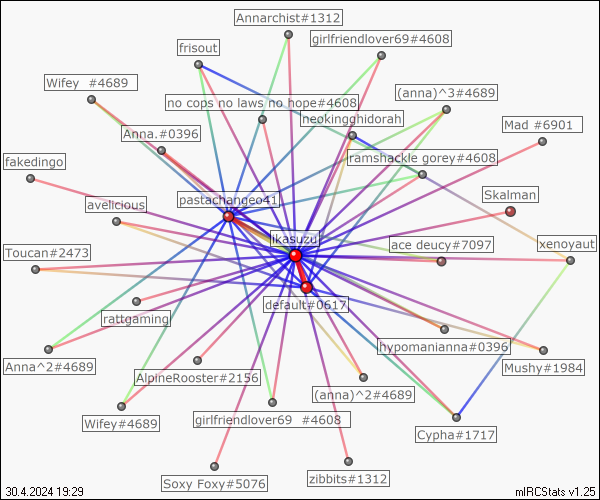 Annarchist#1312
girlfriendlover69#4608
frisout
Wifey  #4689
(anna)^3#4689
no cops no laws no hope#4608
neokingghidorah
Mad #6901
Anna.#0396
fakedingo
ramshackle gorey#4608
pastachangeo41
Skalman
avelicious
ikasuzu
ace deucy#7097
xenoyaut
Toucan#2473
default#0617
rattgaming
hypomanianna#0396
Anna^2#4689
Mushy#1984
AlpineRooster#2156
(anna)^2#4689
Wifey#4689
girlfriendlover69  #4608
Cypha#1717
Soxy Foxy#5076
zibbits#1312
30.4.2024 19:29
mIRCStats v1.25